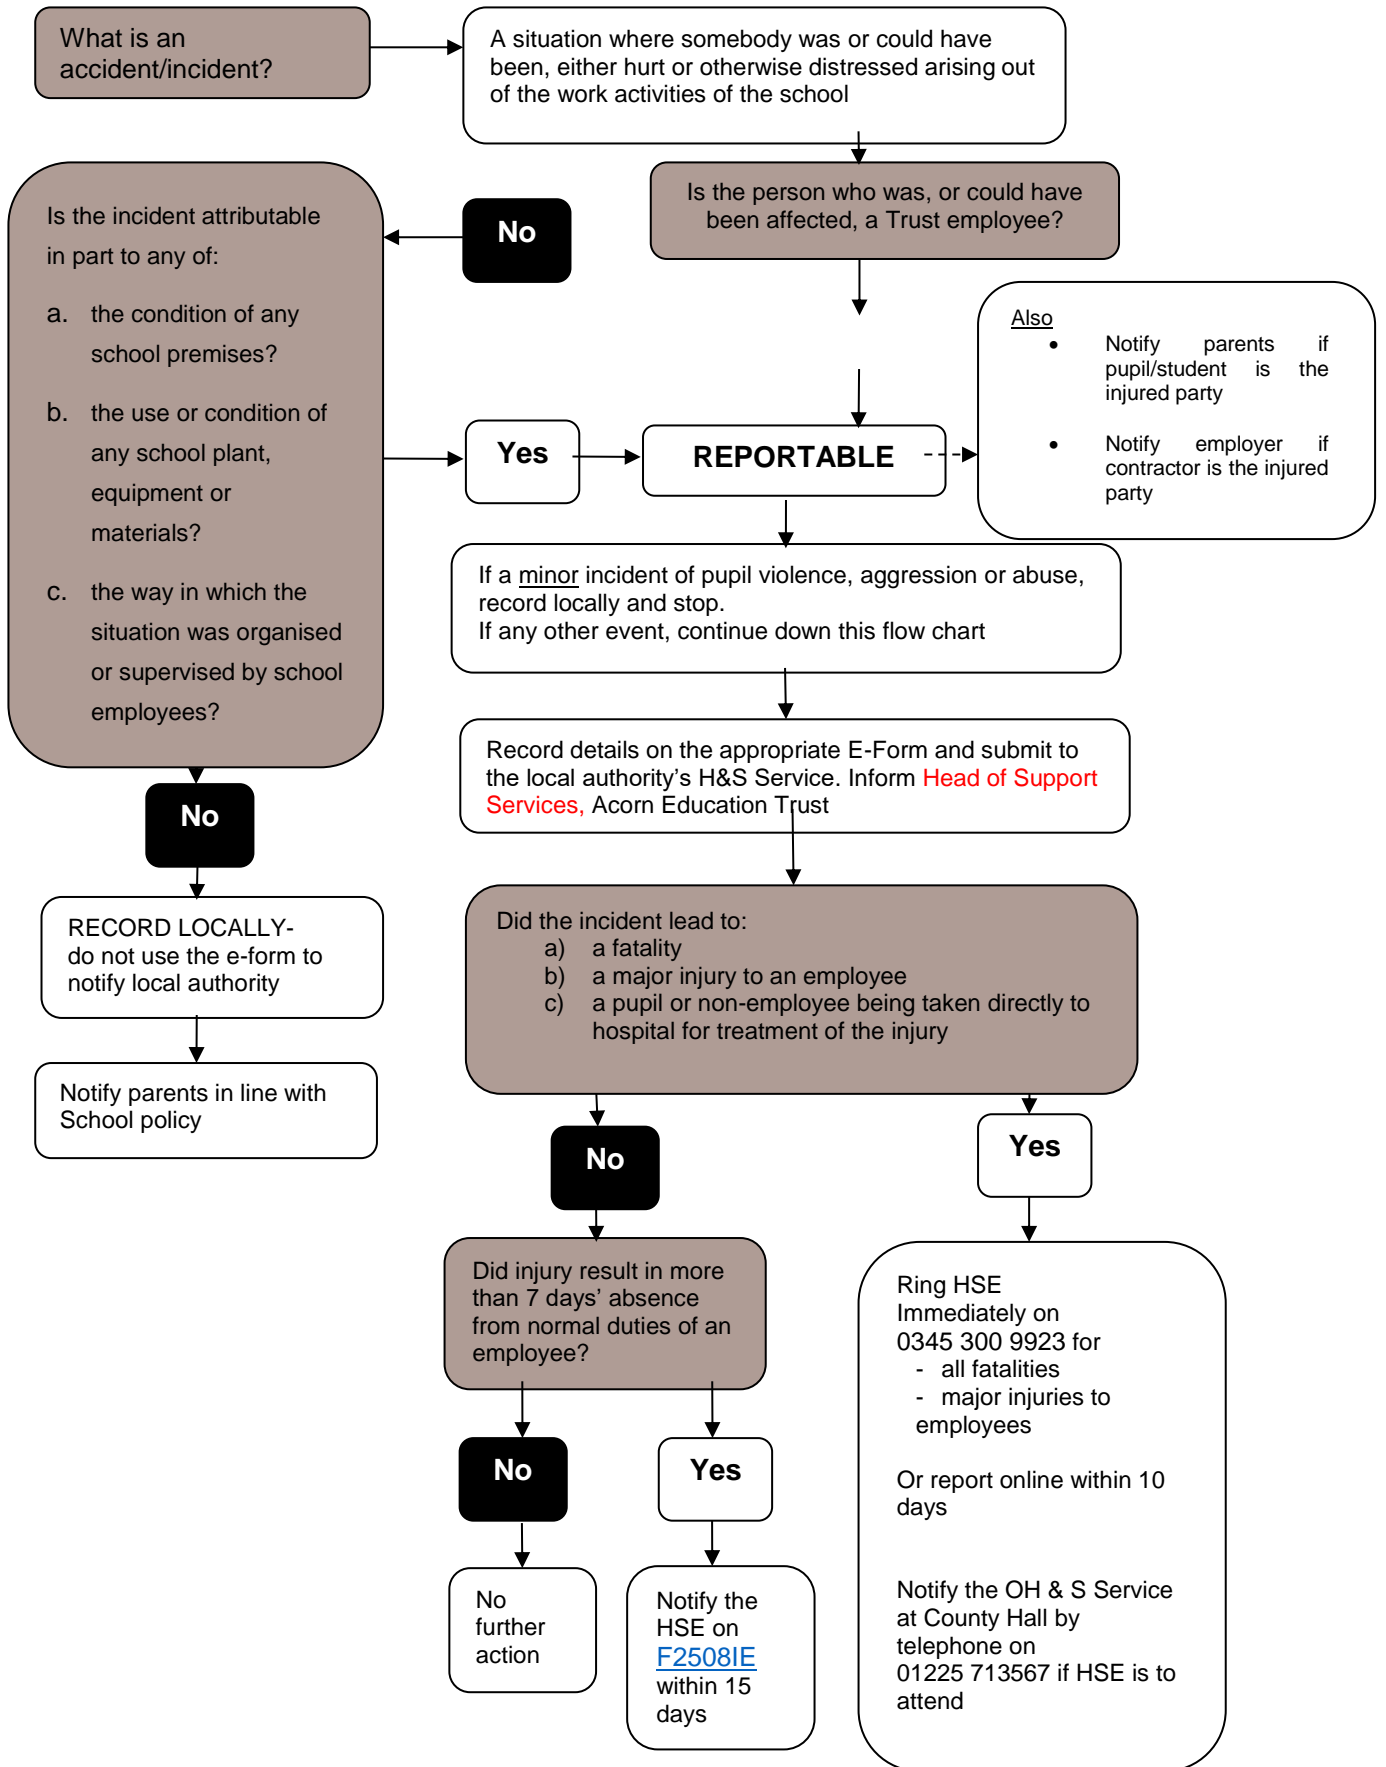 What is an
accident/incident?
A situation where somebody was or could have
been, either hurt or otherwise distressed arising out
of the work activities of the school
Is the person who was, or could have
been affected, a Trust employee?
No
Is the incident attributable
in part to any of:
a. the condition of any
school premises?
b. the use or condition of
any school plant,
equipment or
materials?
c. the way in which the
situation was organised
or supervised by school
employees?
Also
• Notify parents if
pupil/student is the
injured party
• Notify employer if
contractor is the injured
party
Yes
REPORTABLE
If a minor incident of pupil violence, aggression or abuse,
record locally and stop.
If any other event, continue down this flow chart
Record details on the appropriate E-Form and submit to
the local authority’s H&S Service. Inform Head of Support
Services, Acorn Education Trust
No
RECORD LOCALLY-
do not use the e-form to
notify local authority
Notify parents in line with
School policy
Did the incident lead to:
a) a fatality
b) a major injury to an employee
c) a pupil or non-employee being taken directly to
hospital for treatment of the injury
No
Yes
Did injury result in more
than 7 days’ absence
from normal duties of an
employee?
No
Yes
No
further
action
Notify the
HSE on
F2508IE
within 15
days
Ring HSE
Immediately on
0345 300 9923 for
- all fatalities
- major injuries to
employees
Or report online within 10
days
Notify the OH & S Service
at County Hall by
telephone on
01225 713567 if HSE is to
attend